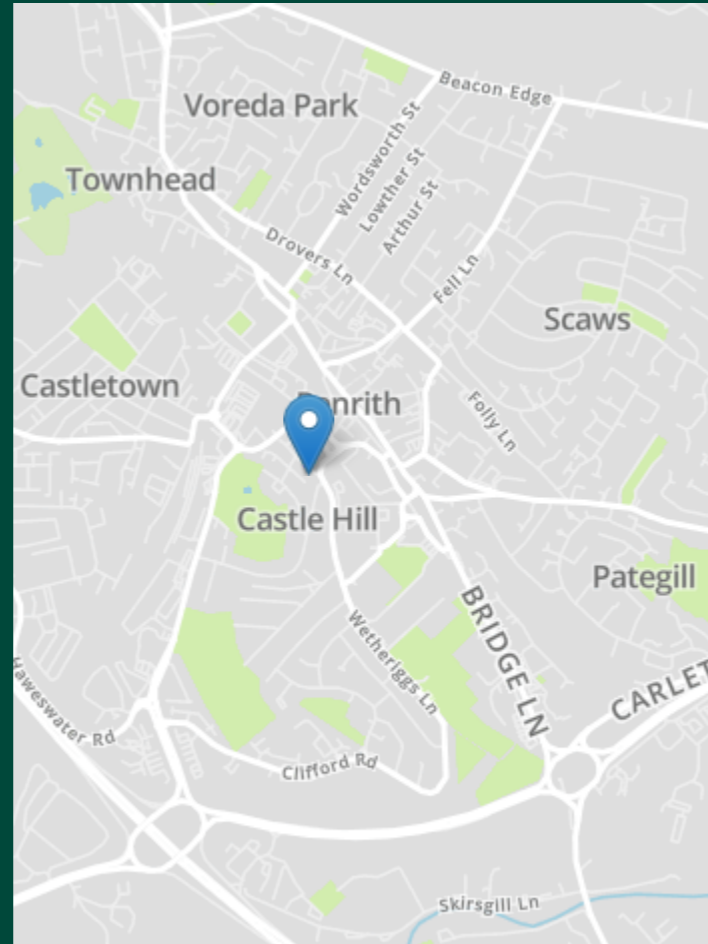 Beacon Edge
Voreda Park
Wordsworth St
Lowther St
Townhead
Arthur St
Drovers Ln
Fell Ln
Scaws
Castletown
Penrith
Folly Ln
Castle Hill
Pategill
BRIDGE LN
Wetheriggs Ln
CARLET
Haweswater Rd
Clifford Rd
Skirsgill Ln